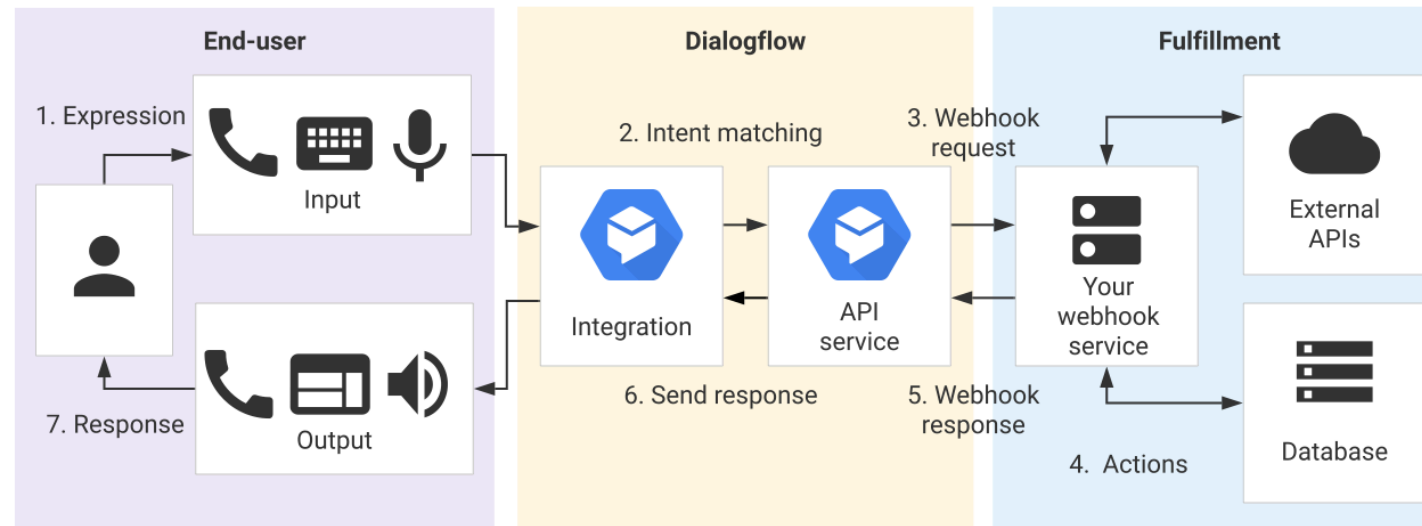 End-user
Dialogflow
Fulfillment
1. Expression
Input
2. Intent matching
3. Webhook
request
External
APIs
Integration
API
service
Your
webhook
service
7. Response
Output
6. Send response
5. Webhook
response
4. Actions
Database